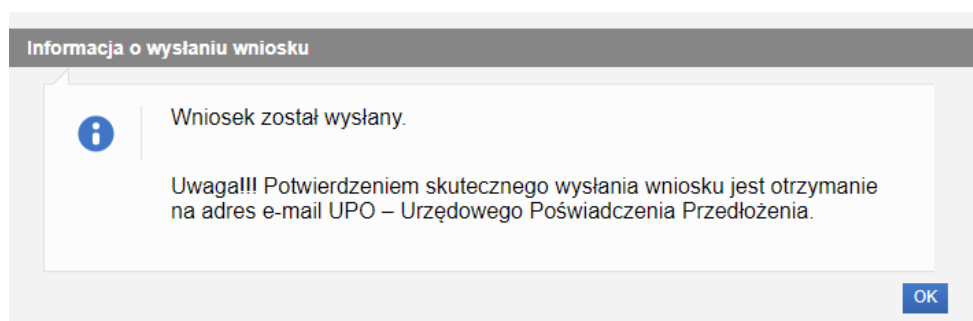 Informacja o wysłaniu wniosku
Wniosek został wysłany.
Uwaga!!! Potwierdzeniem skutecznego wysłania wniosku jest otrzymanie
na adres e-mail UPO – Urzędowego Poświadczenia Przedłożenia.
OK